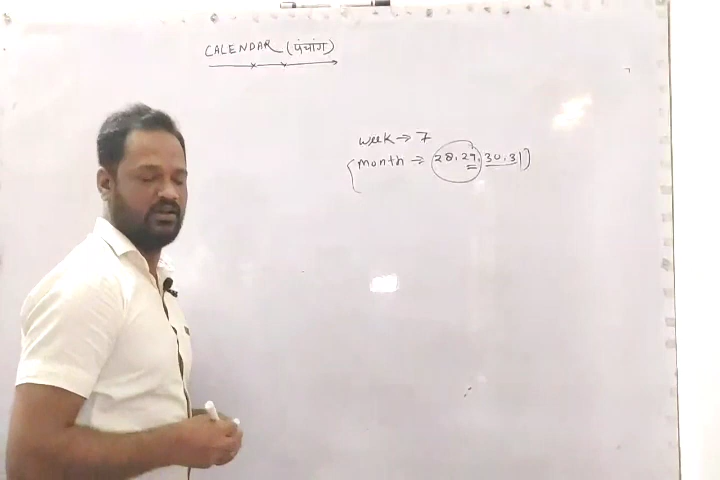 CALENDAR (पंचांग)
week → 7
month → 28, 29, 30, 31